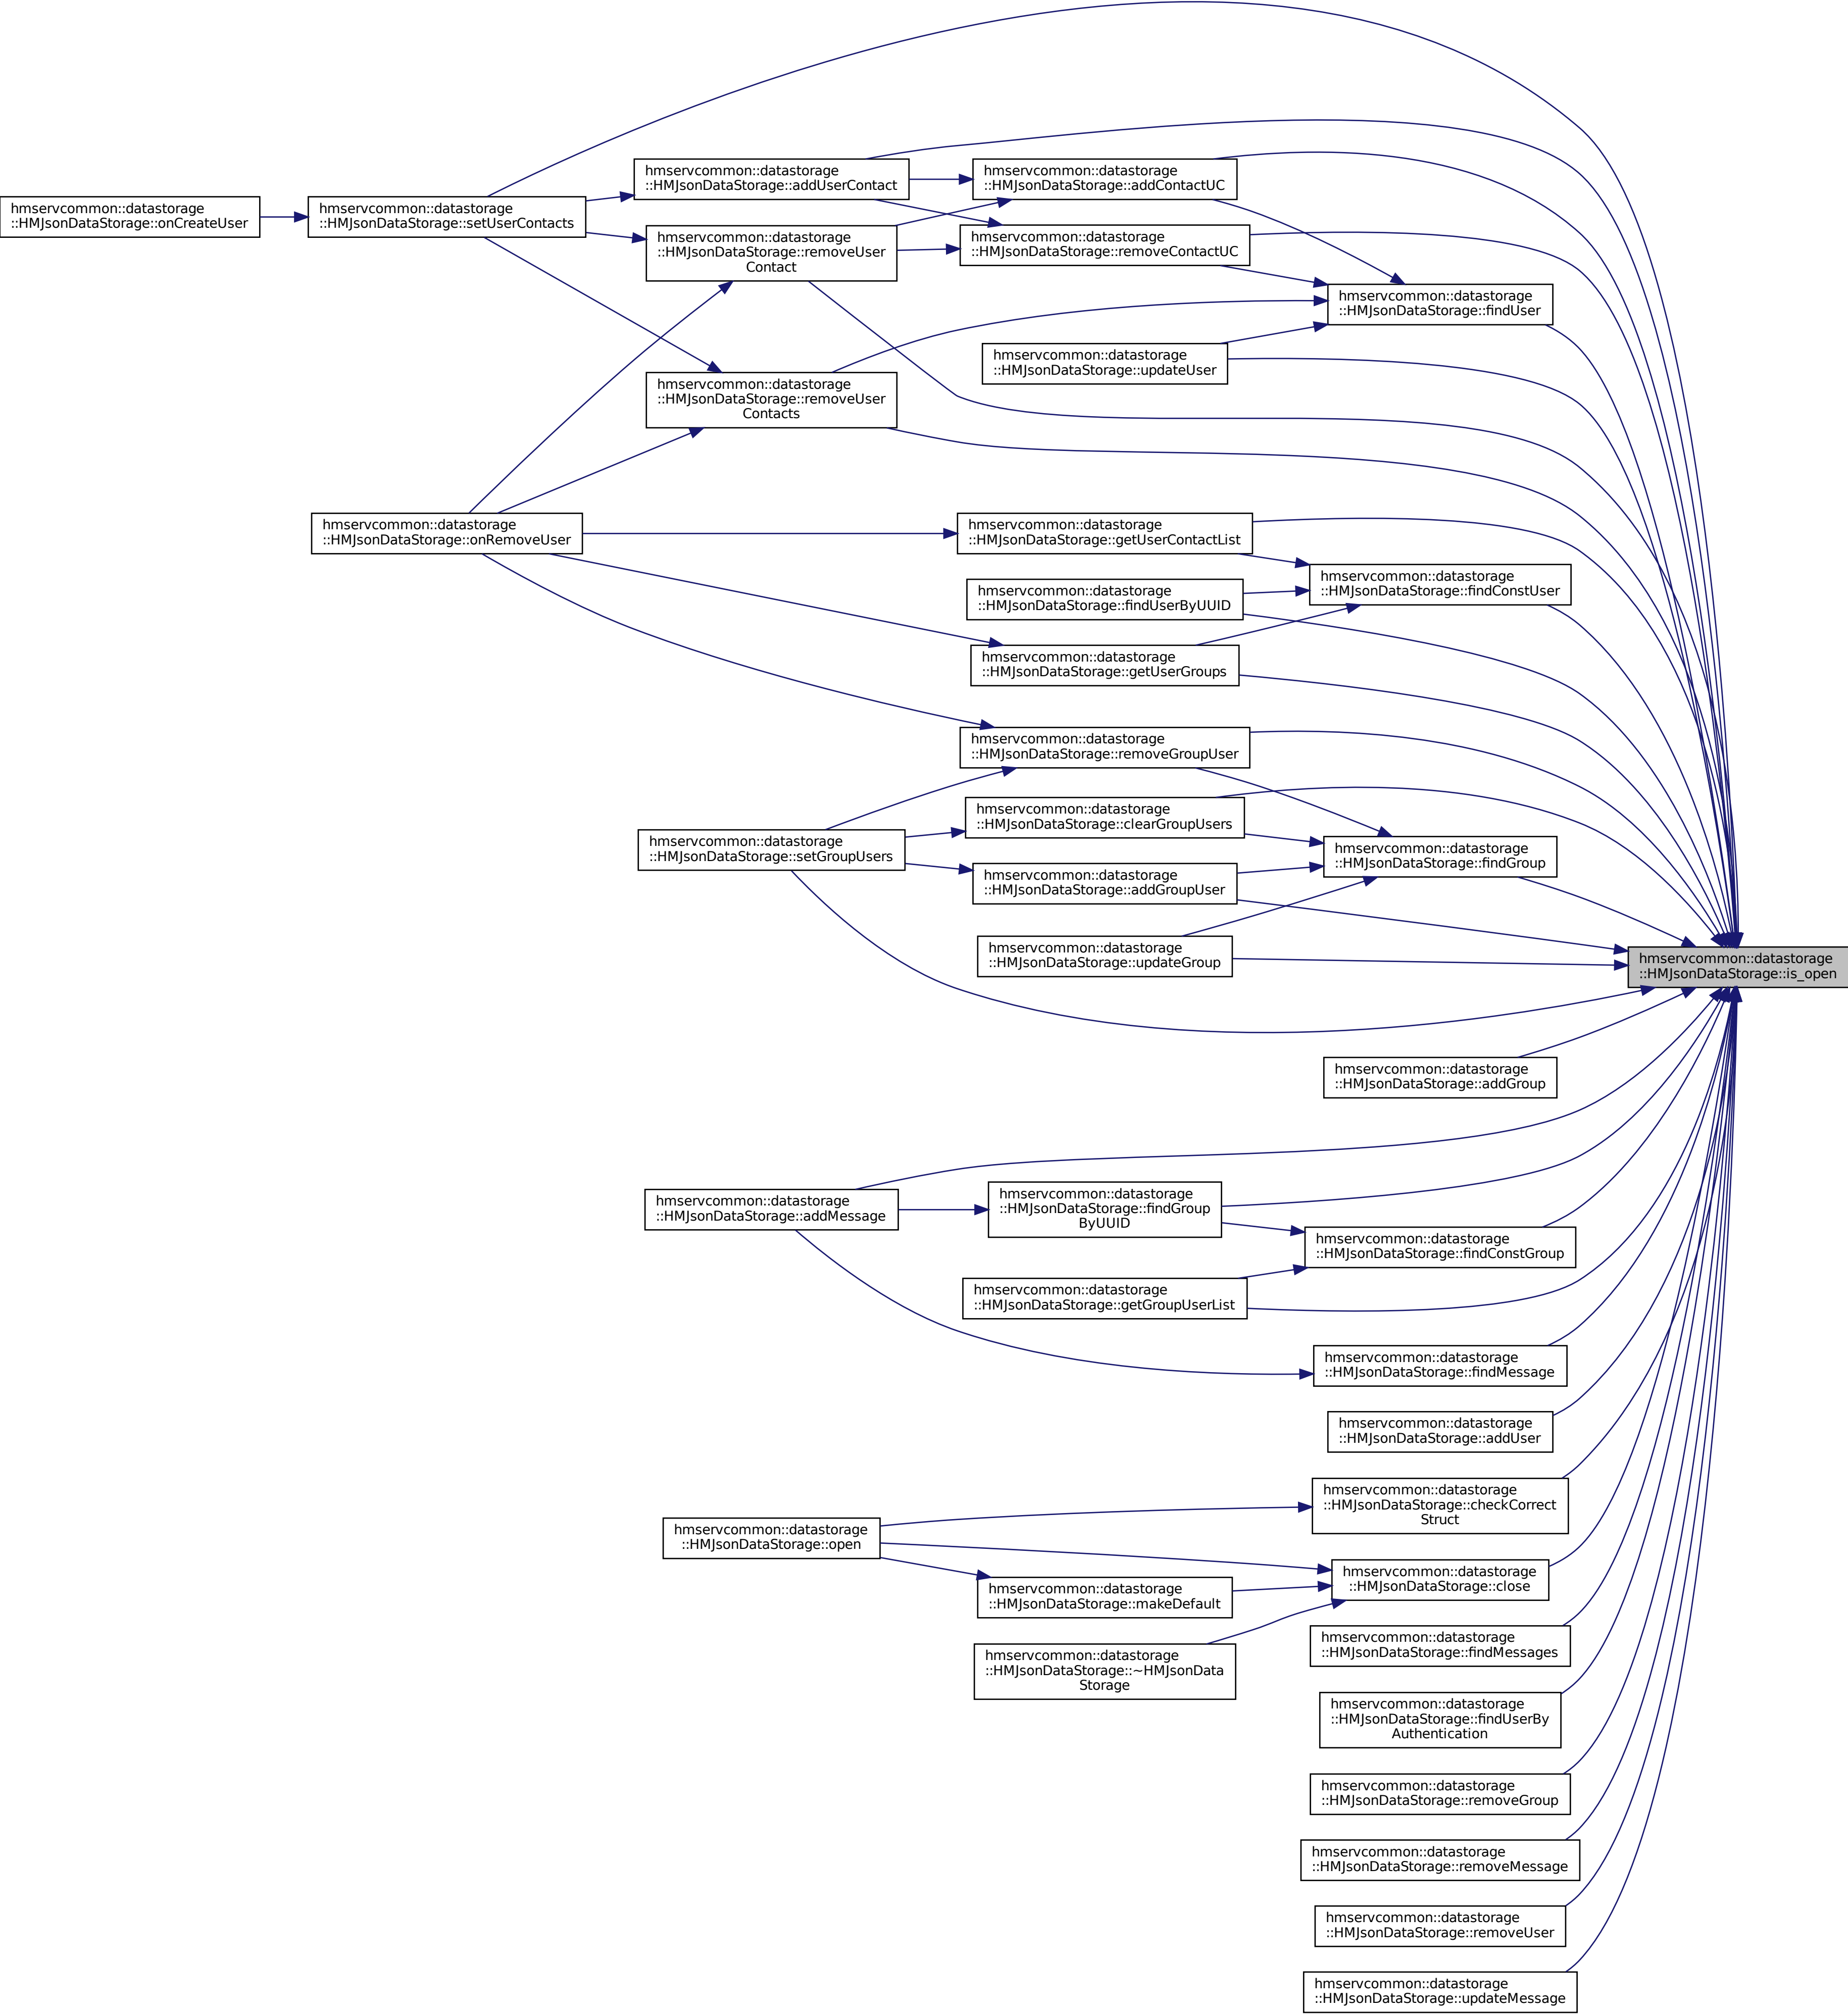 hmservcommon::datastorage
::HMJsonDataStorage::addUserContact
hmservcommon::datastorage
::HMJsonDataStorage::addContactUC
hmservcommon::datastorage
::HMJsonDataStorage::onCreateUser
hmservcommon::datastorage
::HMJsonDataStorage::setUserContacts
hmservcommon::datastorage
::HMJsonDataStorage::removeUser
Contact
hmservcommon::datastorage
::HMJsonDataStorage::removeContactUC
hmservcommon::datastorage
::HMJsonDataStorage::findUser
hmservcommon::datastorage
::HMJsonDataStorage::updateUser
hmservcommon::datastorage
::HMJsonDataStorage::removeUser
Contacts
hmservcommon::datastorage
::HMJsonDataStorage::onRemoveUser
hmservcommon::datastorage
::HMJsonDataStorage::getUserContactList
hmservcommon::datastorage
::HMJsonDataStorage::findConstUser
hmservcommon::datastorage
::HMJsonDataStorage::findUserByUUID
hmservcommon::datastorage
::HMJsonDataStorage::getUserGroups
hmservcommon::datastorage
::HMJsonDataStorage::removeGroupUser
hmservcommon::datastorage
::HMJsonDataStorage::clearGroupUsers
hmservcommon::datastorage
::HMJsonDataStorage::setGroupUsers
hmservcommon::datastorage
::HMJsonDataStorage::findGroup
hmservcommon::datastorage
::HMJsonDataStorage::addGroupUser
hmservcommon::datastorage
::HMJsonDataStorage::updateGroup
hmservcommon::datastorage
::HMJsonDataStorage::is_open
hmservcommon::datastorage
::HMJsonDataStorage::addGroup
hmservcommon::datastorage
::HMJsonDataStorage::addMessage
hmservcommon::datastorage
::HMJsonDataStorage::findGroup
ByUUID
hmservcommon::datastorage
::HMJsonDataStorage::findConstGroup
hmservcommon::datastorage
::HMJsonDataStorage::getGroupUserList
hmservcommon::datastorage
::HMJsonDataStorage::findMessage
hmservcommon::datastorage
::HMJsonDataStorage::addUser
hmservcommon::datastorage
::HMJsonDataStorage::checkCorrect
Struct
hmservcommon::datastorage
::HMJsonDataStorage::open
hmservcommon::datastorage
::HMJsonDataStorage::close
hmservcommon::datastorage
::HMJsonDataStorage::makeDefault
hmservcommon::datastorage
::HMJsonDataStorage::~HMJsonData
Storage
hmservcommon::datastorage
::HMJsonDataStorage::findMessages
hmservcommon::datastorage
::HMJsonDataStorage::findUserBy
Authentication
hmservcommon::datastorage
::HMJsonDataStorage::removeGroup
hmservcommon::datastorage
::HMJsonDataStorage::removeMessage
hmservcommon::datastorage
::HMJsonDataStorage::removeUser
hmservcommon::datastorage
::HMJsonDataStorage::updateMessage